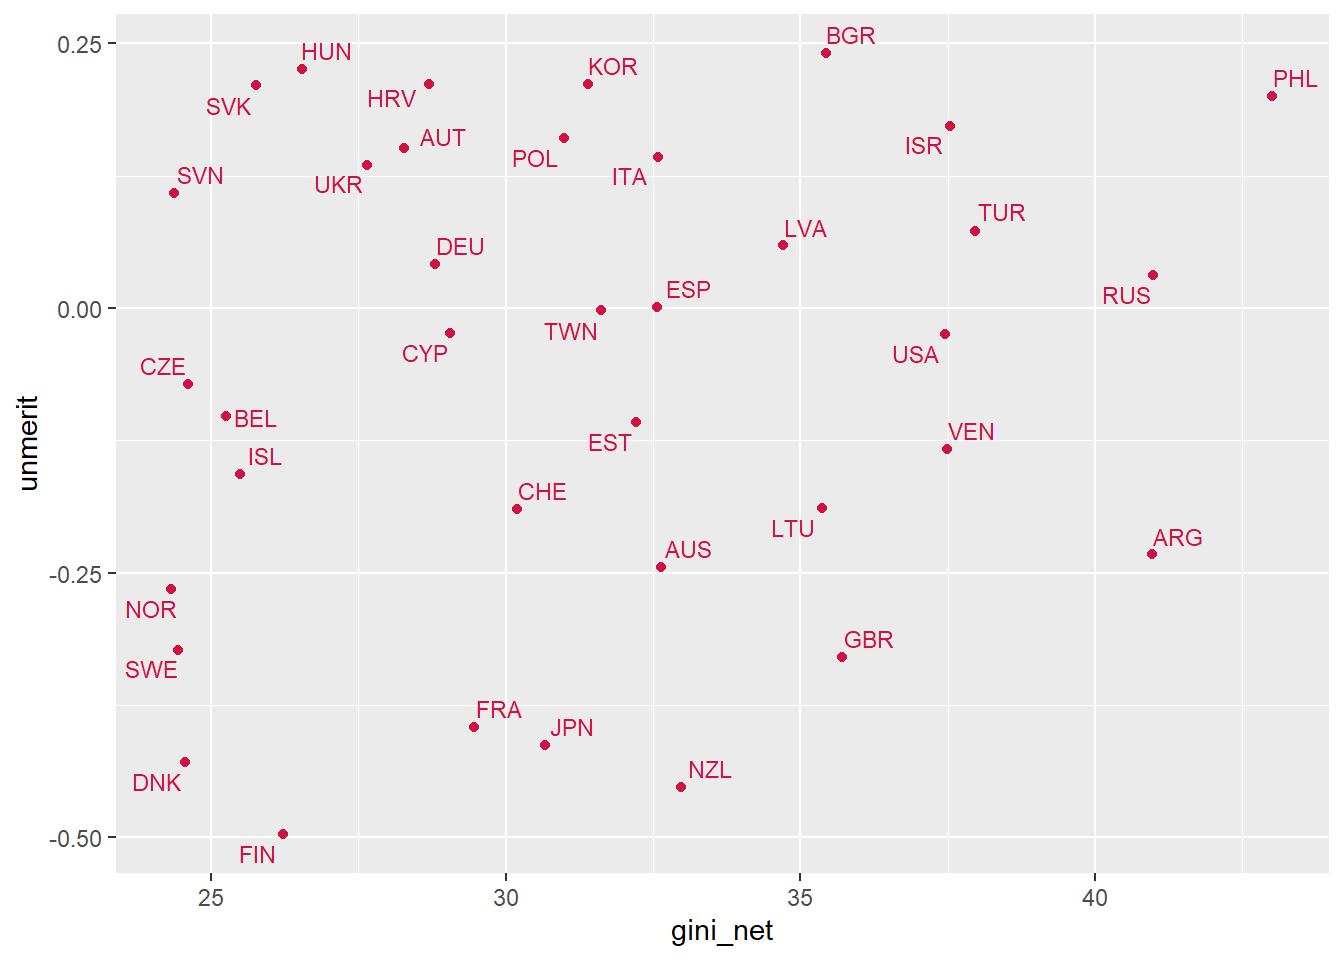 BGR
0.25
HUN
KOR
PHL
SVK
HRV
AUT
ISR
POL
SVN
UKR
ITA
TUR
LVA
DEU
ESP
RUS
0.00
TWN
CYP
USA
CZE
BEL
VEN
EST
ISL
CHE
LTU
ARG
AUS
-0.25
NOR
GBR
SWE
FRA
JPN
NZL
DNK
-0.50
FIN
25
30
35
40
gini_net
unmerit